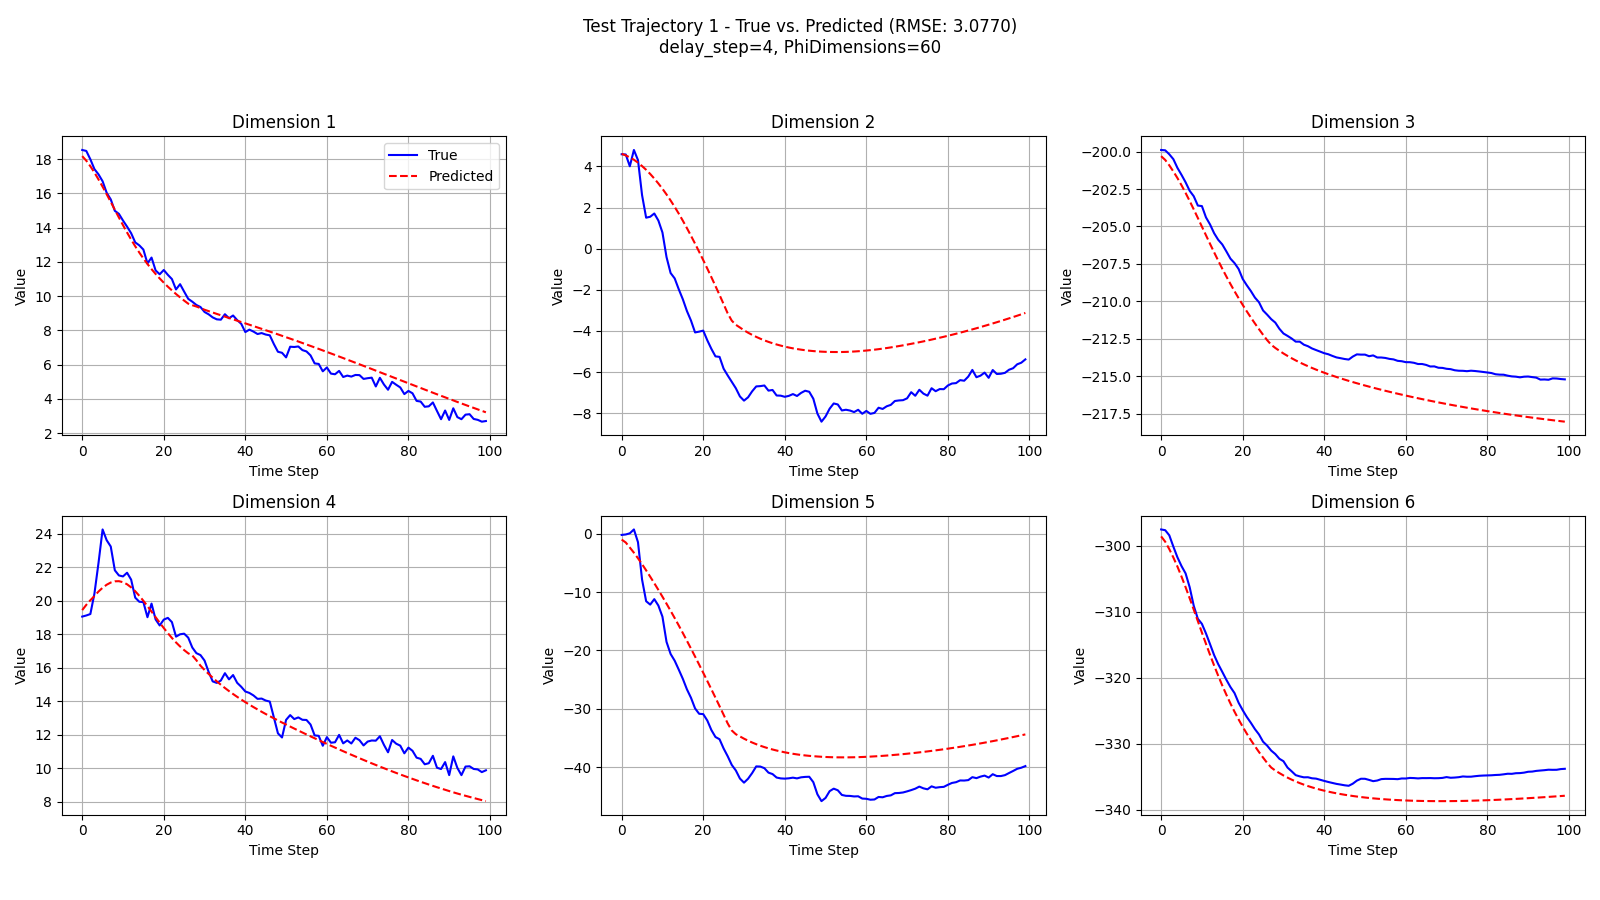 Test Trajectory 1 - True vs. Predicted (RMSE: 3.0770)
delay_step=4, PhiDimensions=60
Dimension 1
18
16
14
12
10
8
6
4
2
Value
0 20 40 60 80 100
Time Step
True
Predicted
Dimension 2
4
2
0
−2
−4
−6
−8
Value
0 20 40 60 80 100
Time Step
Dimension 3
−200.0
−202.5
−205.0
−207.5
−210.0
−212.5
−215.0
−217.5
Value
0 20 40 60 80 100
Time Step
Dimension 4
24
22
20
18
16
14
12
10
8
Value
0 20 40 60 80 100
Time Step
Dimension 5
0
−10
−20
−30
−40
Value
0 20 40 60 80 100
Time Step
Dimension 6
−300
−310
−320
−330
−340
Value
0 20 40 60 80 100
Time Step